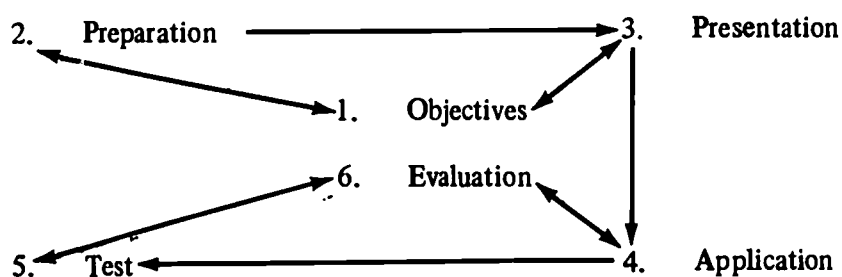 2. Preparation 3. Presentation
1. Objectives
6. Evaluation
5. Test 4. Application